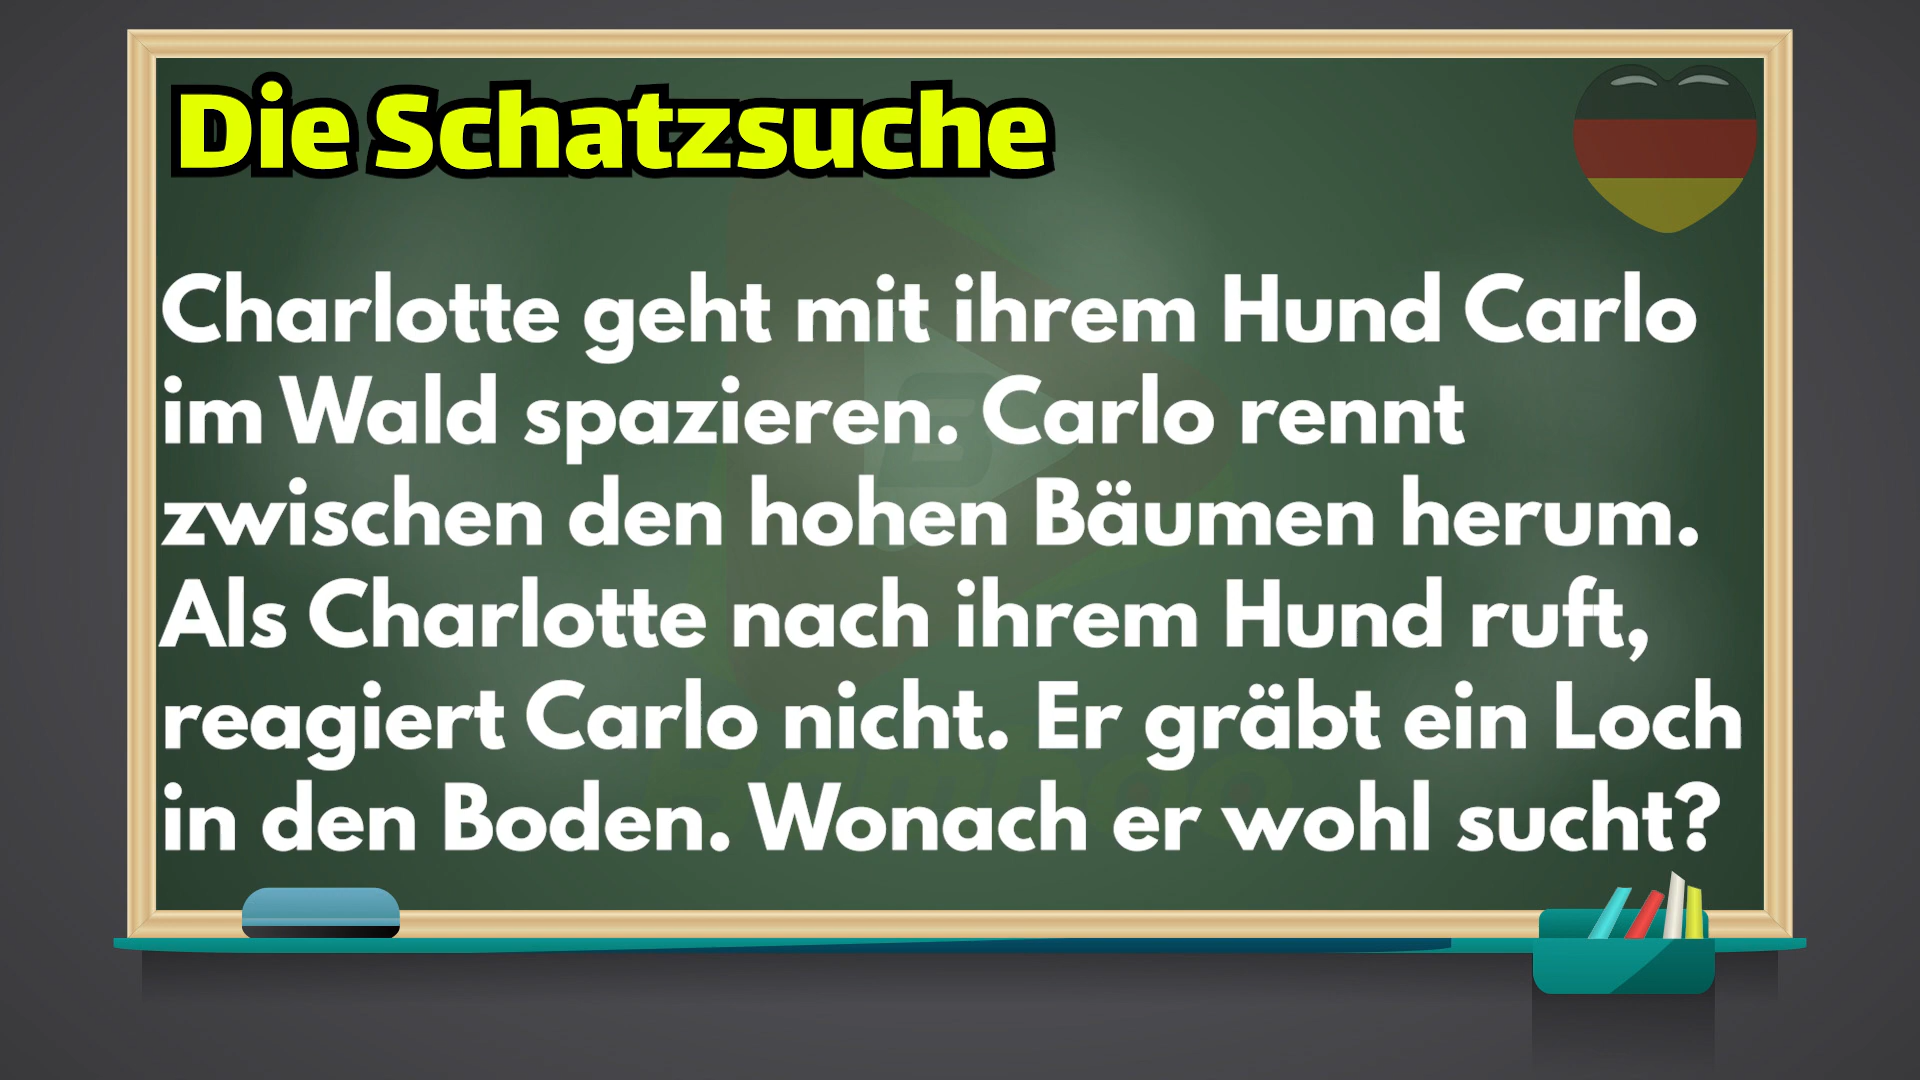 Die Schatzsuche
Charlotte geht mit ihrem Hund Carlo
im Wald spazieren. Carlo rennt
zwischen den hohen Bäumen herum.
Als Charlotte nach ihrem Hund ruft,
reagiert Carlo nicht. Er gräbt ein Loch
in den Boden. Wonach er wohl sucht?